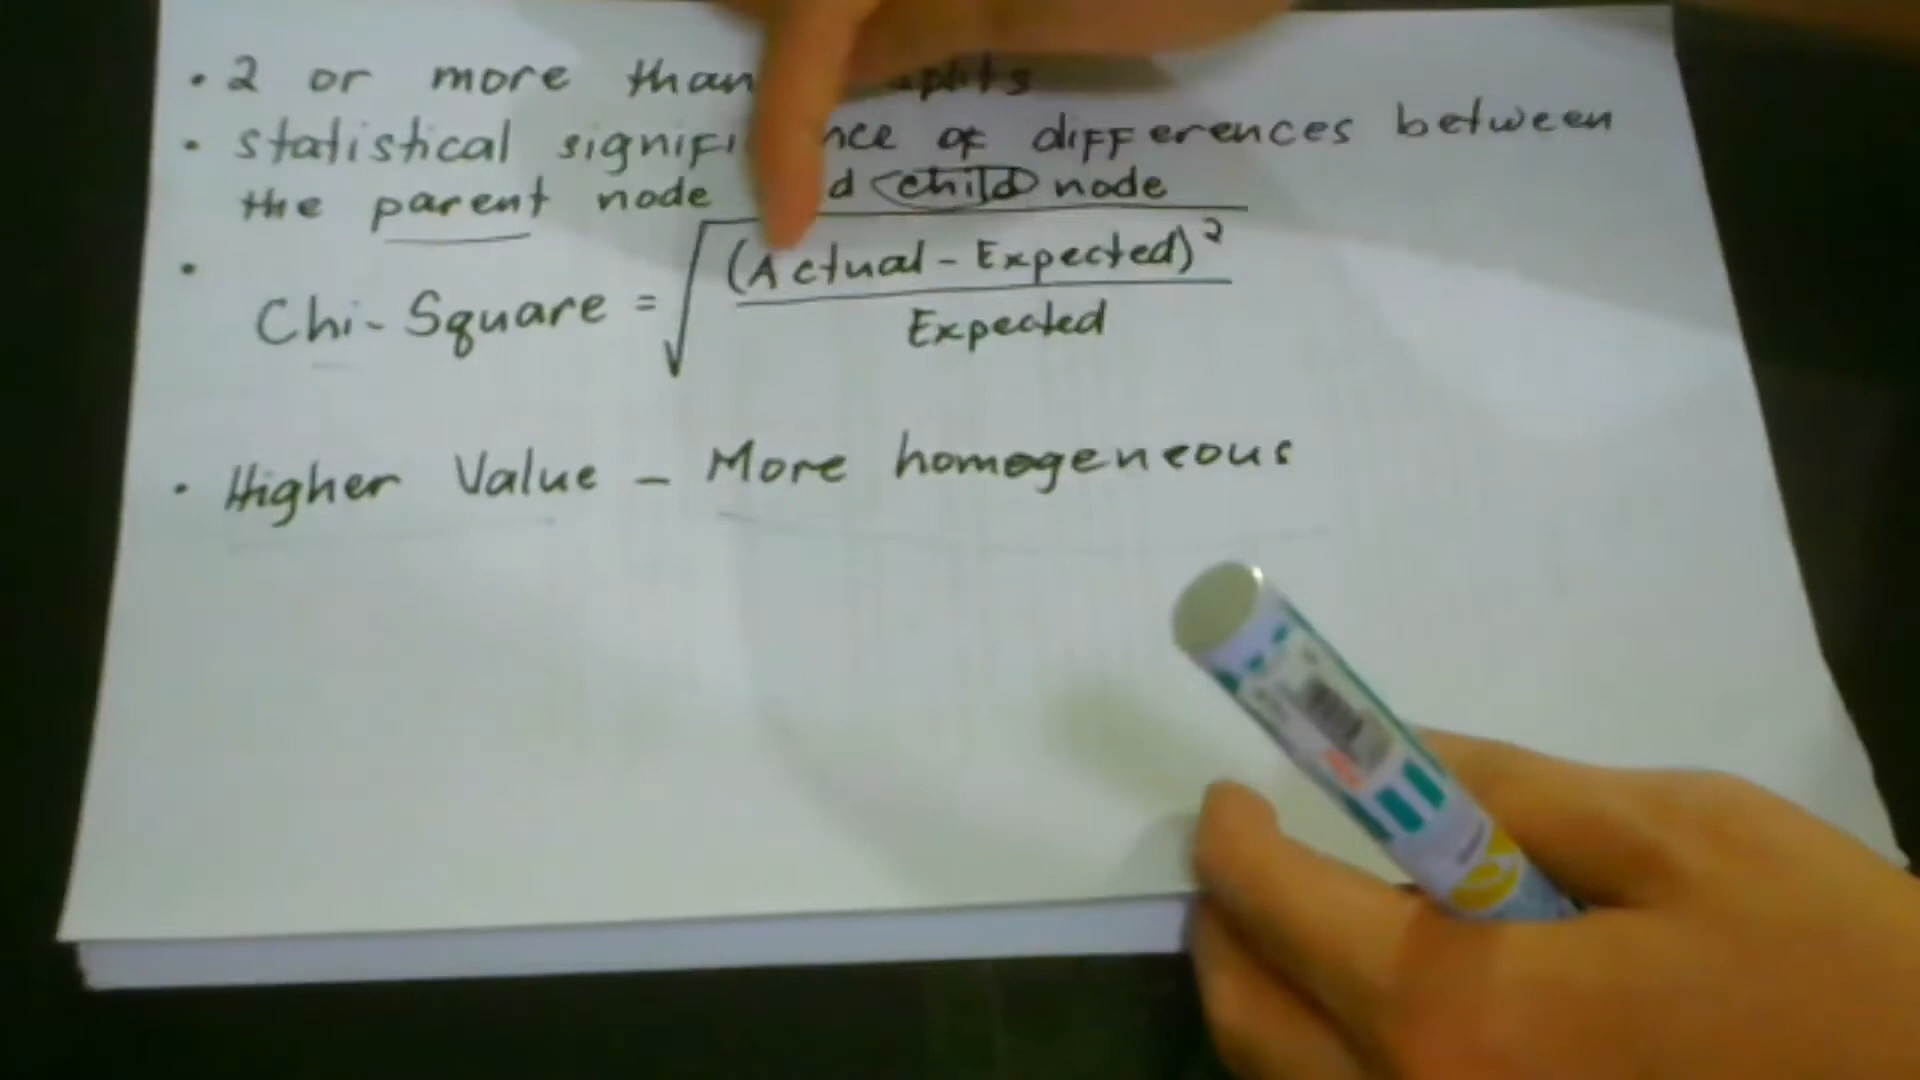 • 2 or more than splits
• statistical signifi nce of differences between
the parent node d child node
• Chi-Square = √ (Actual - Expected)² / Expected
• Higher Value - More homogeneous